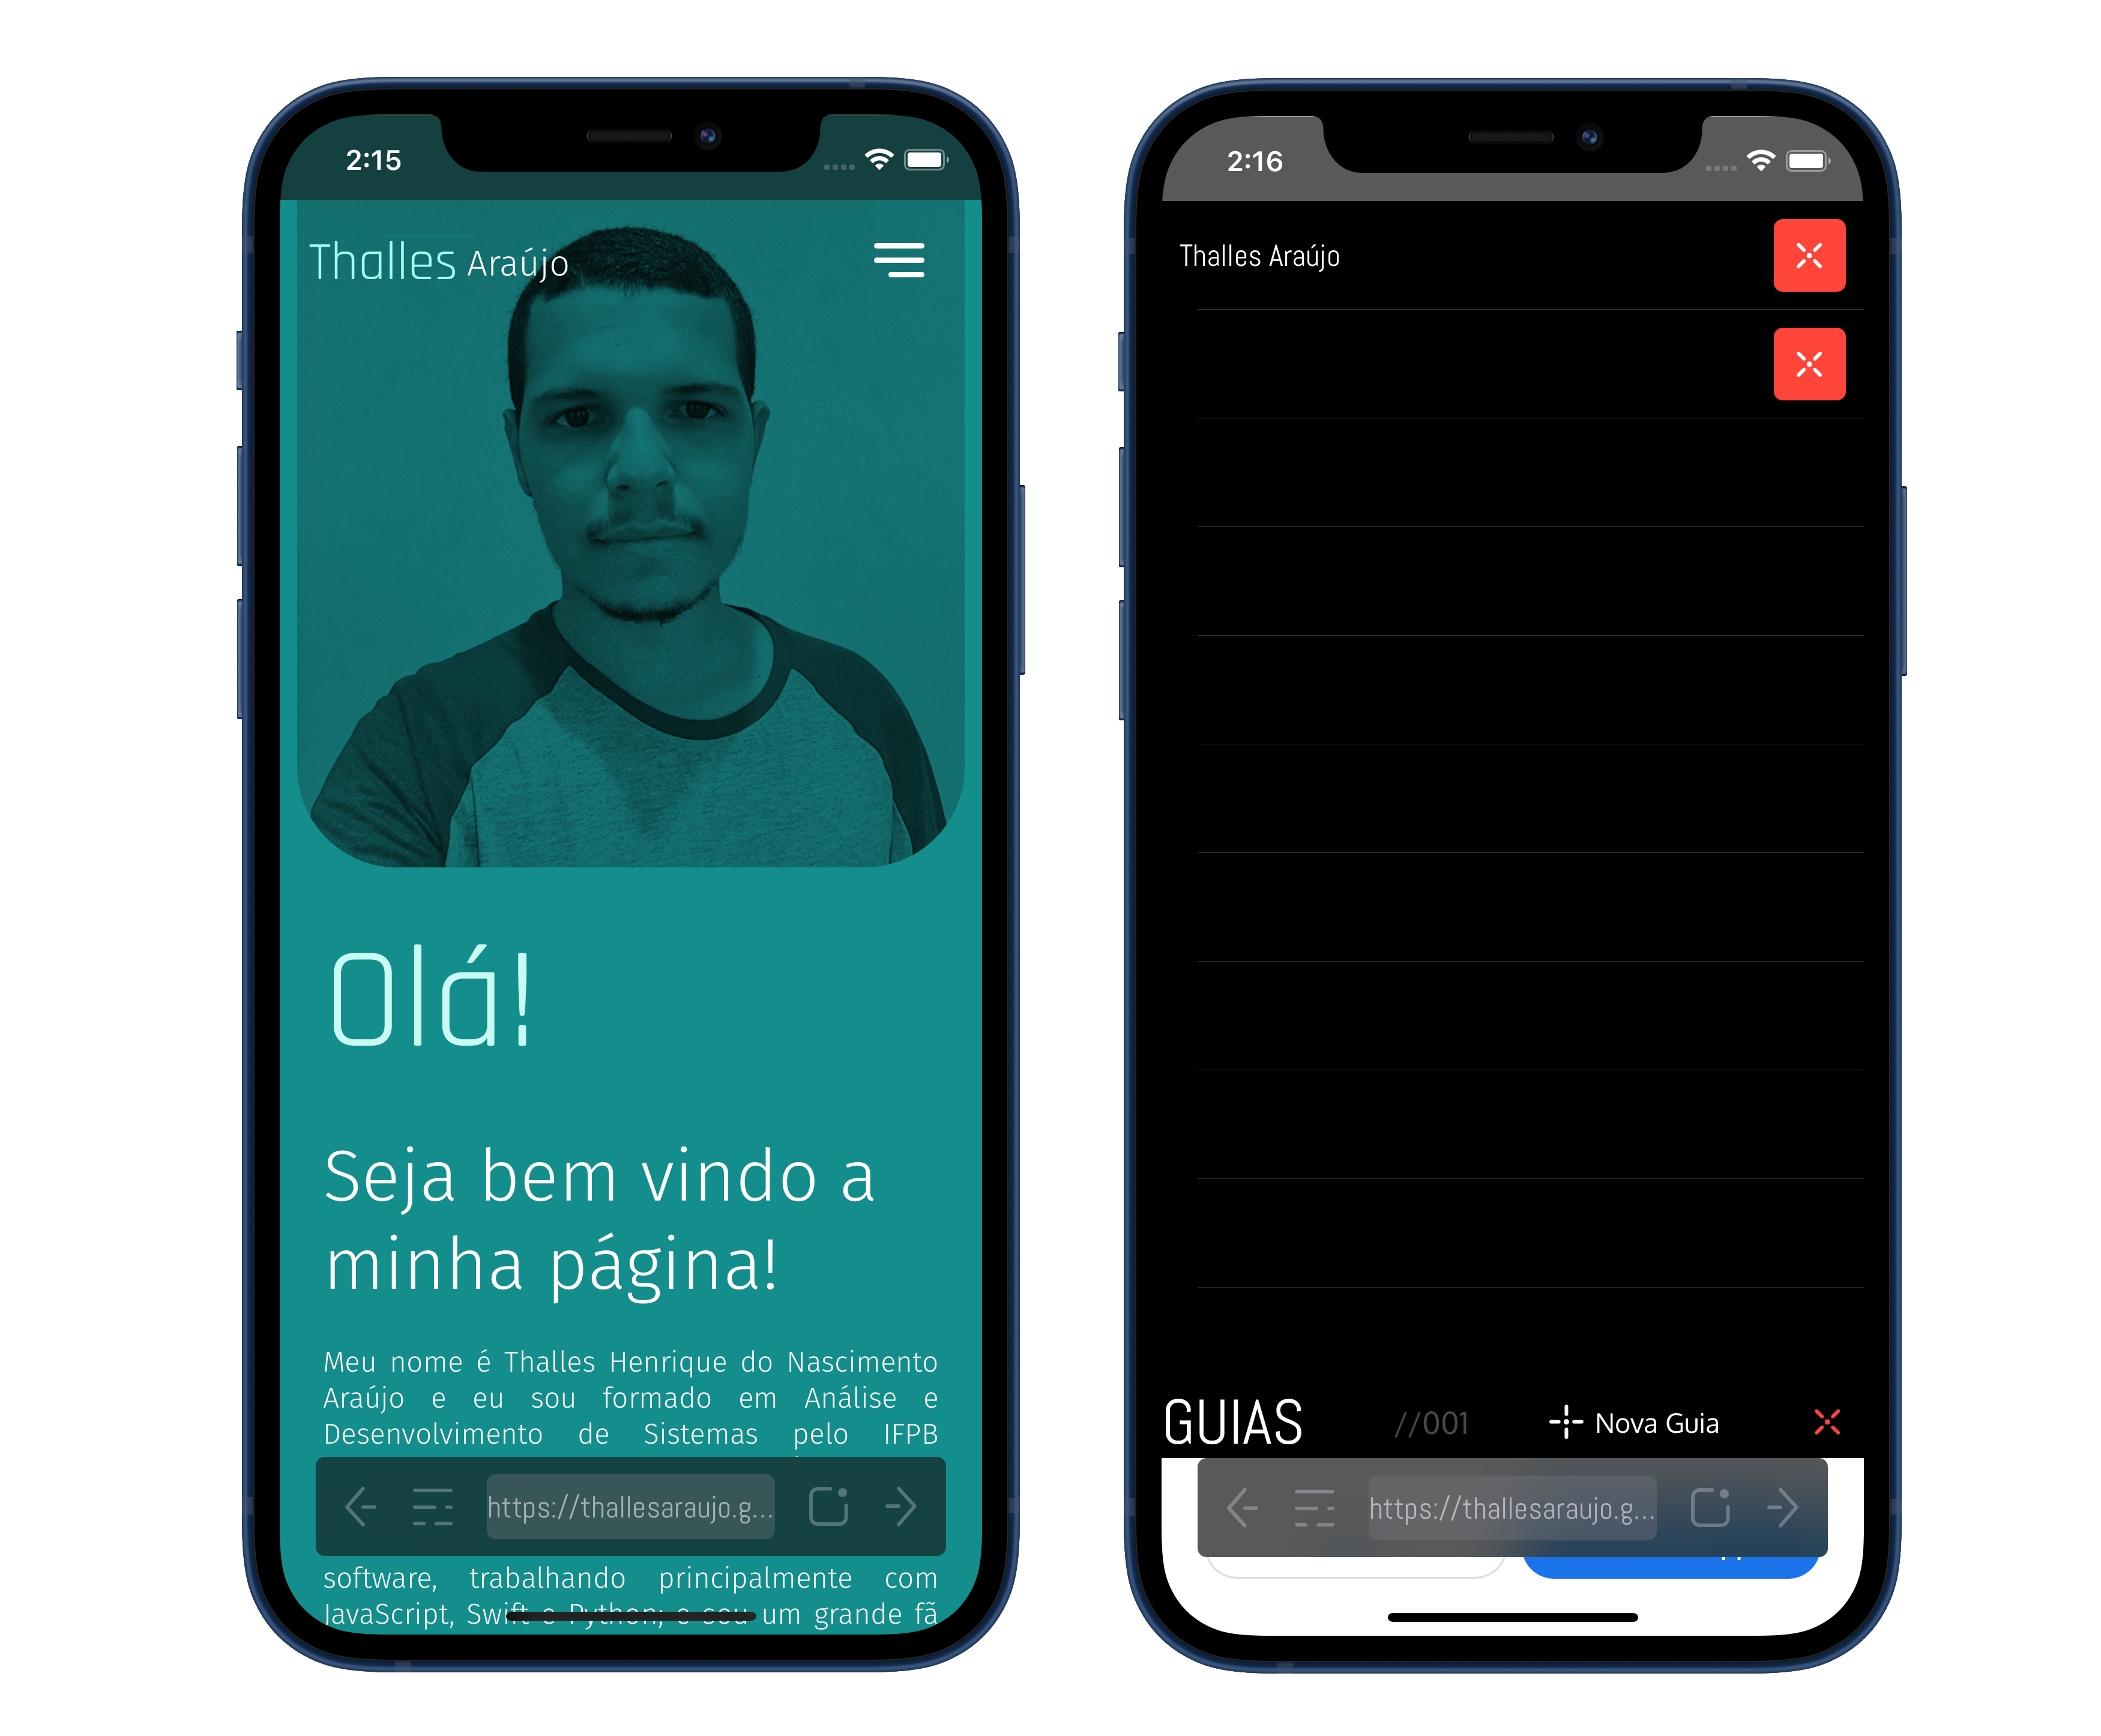 2:15
Thalles Araújo
Olá!
Seja bem vindo a
minha página!
Meu nome é Thalles Henrique do Nascimento
Araújo e eu sou formado em Análise e
Desenvolvimento de Sistemas pelo IFPB
https://thallesaraujo.g...
software, trabalhando principalmente com
JavaScript, Swift e Python; e sou um grande fã
2:16
Thalles Araújo
GUIAS //001 Nova Guia
https://thallesaraujo.g...